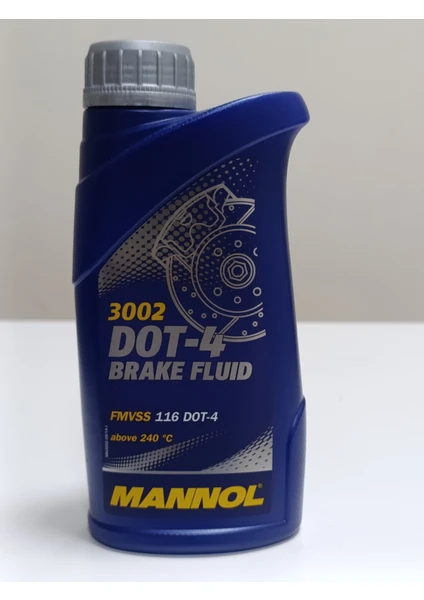 3002
DOT-4
BRAKE FLUID
FMVSS 116 DOT-4
above 240 °C
MANNOL